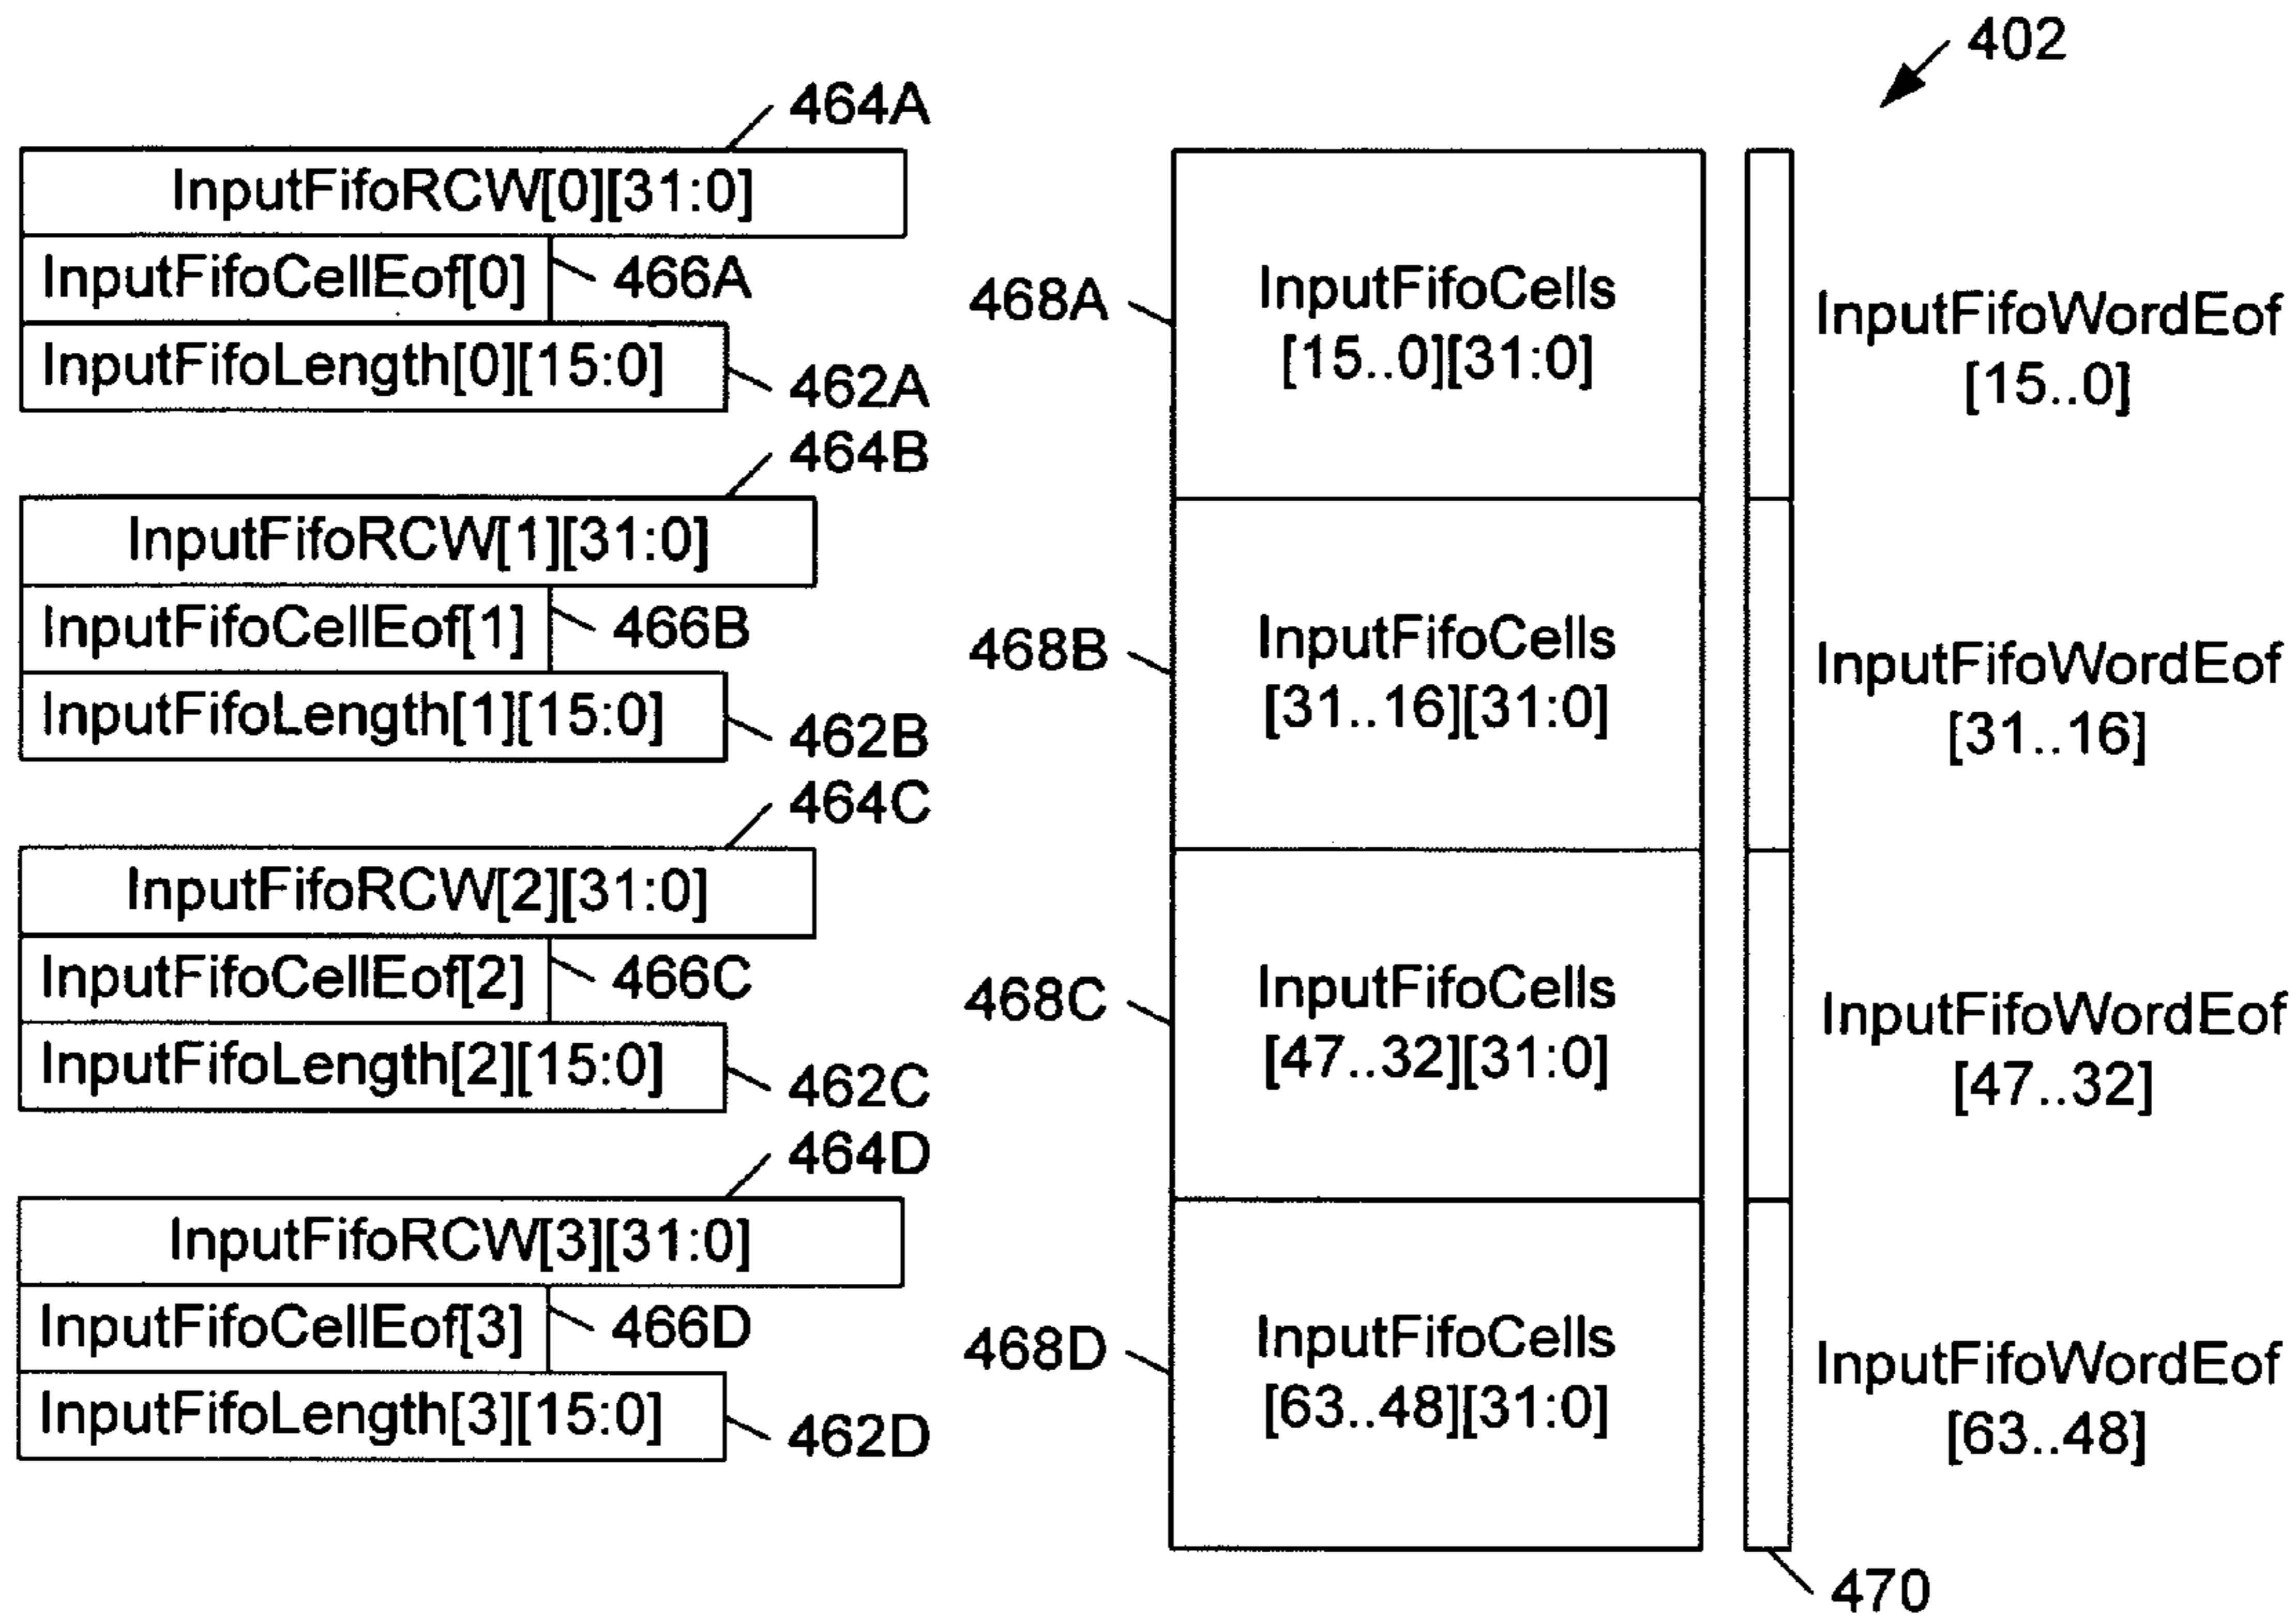 402
464A
InputFifoRCW[0][31:0]
InputFifoCellEof[0]
466A
InputFifoLength[0][15:0]
462A
464B
InputFifoRCW[1][31:0]
InputFifoCellEof[1]
466B
InputFifoLength[1][15:0]
462B
464C
InputFifoRCW[2][31:0]
InputFifoCellEof[2]
466C
InputFifoLength[2][15:0]
462C
464D
InputFifoRCW[3][31:0]
InputFifoCellEof[3]
466D
InputFifoLength[3][15:0]
462D
468A
InputFifoCells
[15..0][31:0]
468B
InputFifoCells
[31..16][31:0]
468C
InputFifoCells
[47..32][31:0]
468D
InputFifoCells
[63..48][31:0]
InputFifoWordEof
[15..0]
InputFifoWordEof
[31..16]
InputFifoWordEof
[47..32]
InputFifoWordEof
[63..48]
470